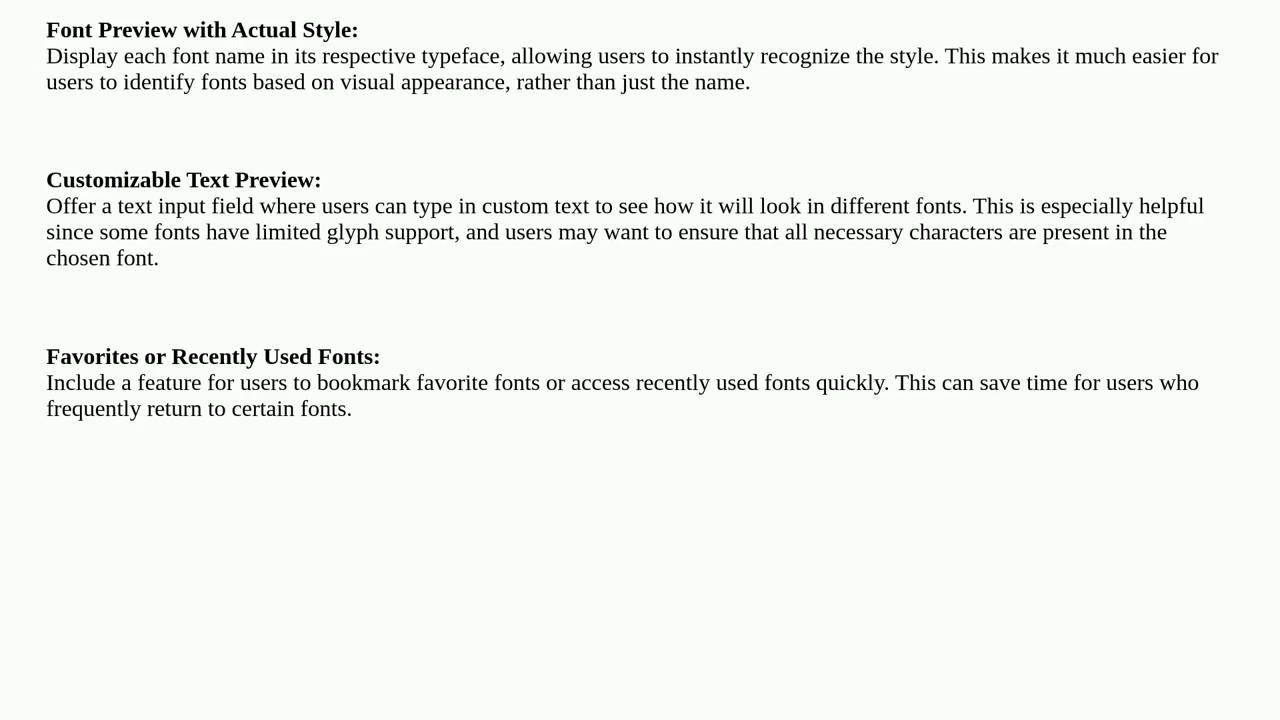 Font Preview with Actual Style:
Display each font name in its respective typeface, allowing users to instantly recognize the style. This makes it much easier for
users to identify fonts based on visual appearance, rather than just the name.
Customizable Text Preview:
Offer a text input field where users can type in custom text to see how it will look in different fonts. This is especially helpful
since some fonts have limited glyph support, and users may want to ensure that all necessary characters are present in the
chosen font.
Favorites or Recently Used Fonts:
Include a feature for users to bookmark favorite fonts or access recently used fonts quickly. This can save time for users who
frequently return to certain fonts.